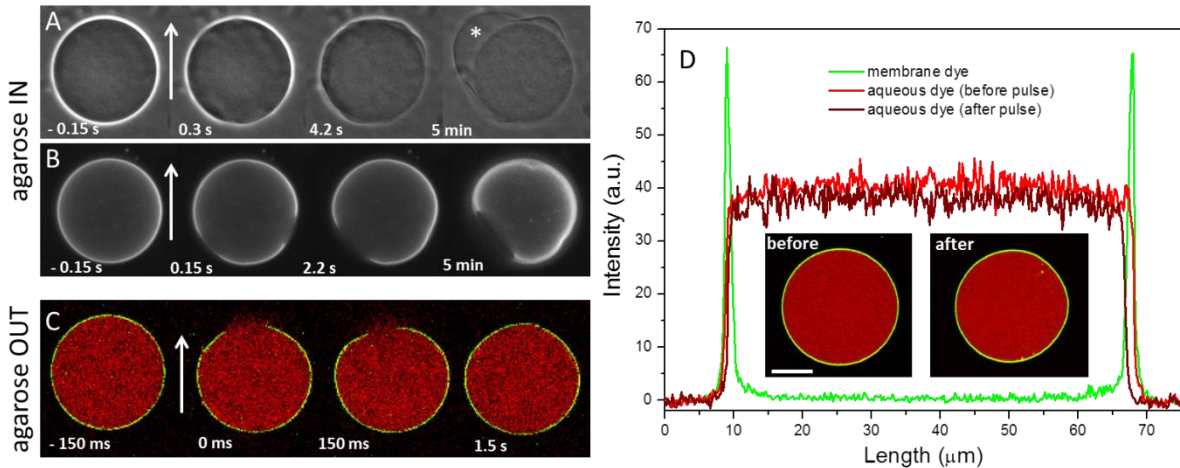 agarose IN
A
*
- 0.15 s
0.3 s
4.2 s
5 min
B
- 0.15 s
0.15 s
2.2 s
5 min
agarose OUT
C
- 150 ms
0 ms
150 ms
1.5 s
D
membrane dye
aqueous dye (before pulse)
aqueous dye (after pulse)
before
after
Intensity (a.u.)
70
60
50
40
30
20
10
0
0 10 20 30 40 50 60 70
Length (μm)